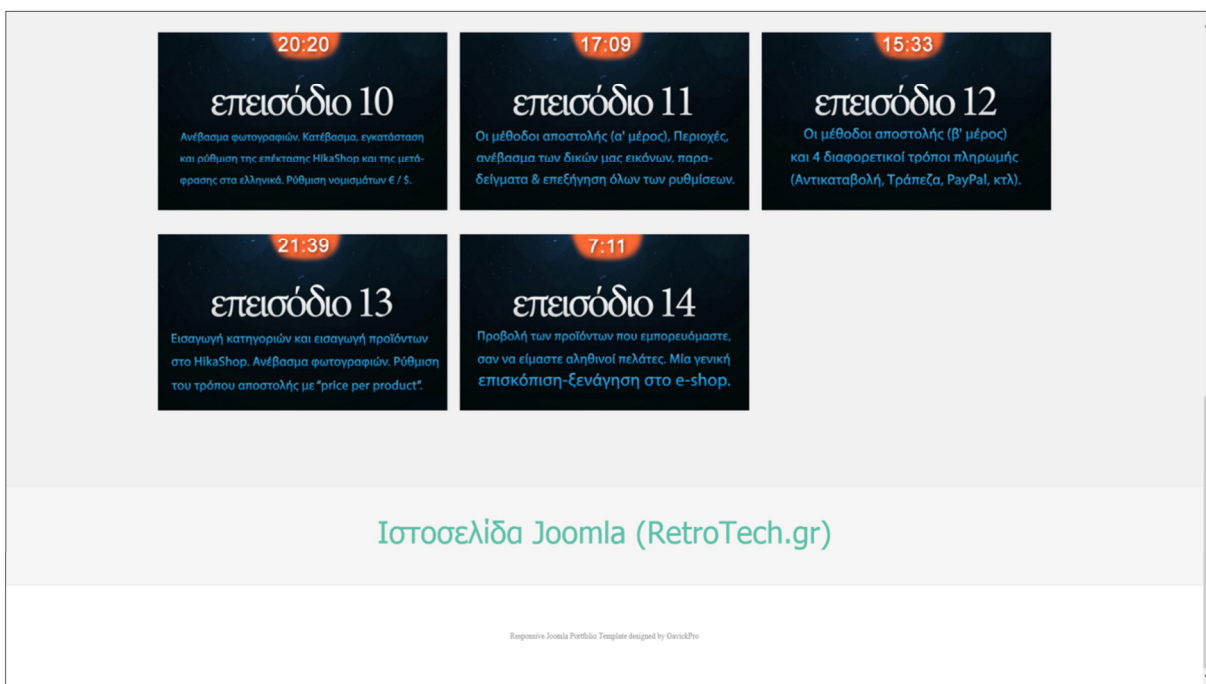 20:20
επεισόδιο 10
Ανέβασμα φωτογραφιών. Κατέβασμα, εγκατάσταση
και ρύθμιση της επέκτασης HikaShop και της μετά-
φρασης στα ελληνικά. Ρύθμιση νομισμάτων € / $.
17:09
επεισόδιο 11
Οι μέθοδοι αποστολής (α' μέρος), Περιοχές,
ανέβασμα των δικών μας εικόνων, παρα-
δείγματα & επεξήγηση όλων των ρυθμίσεων.
15:33
επεισόδιο 12
Οι μέθοδοι αποστολής (β' μέρος)
και 4 διαφορετικοί τρόποι πληρωμής
(Αντικαταβολή, Τράπεζα, PayPal, κτλ).
21:39
επεισόδιο 13
Εισαγωγή κατηγοριών και εισαγωγή προϊόντων
στο HikaShop. Ανέβασμα φωτογραφιών. Ρύθμιση
του τρόπου αποστολής με “price per product”.
7:11
επεισόδιο 14
Προβολή των προϊόντων που εμπορευόμαστε,
σαν να είμαστε αληθινοί πελάτες. Μία γενική
επισκόπιση-ξενάγηση στο e-shop.
Ιστοσελίδα Joomla (RetroTech.gr)
Responsive Joomla Portfolio Template designed by GavickPro